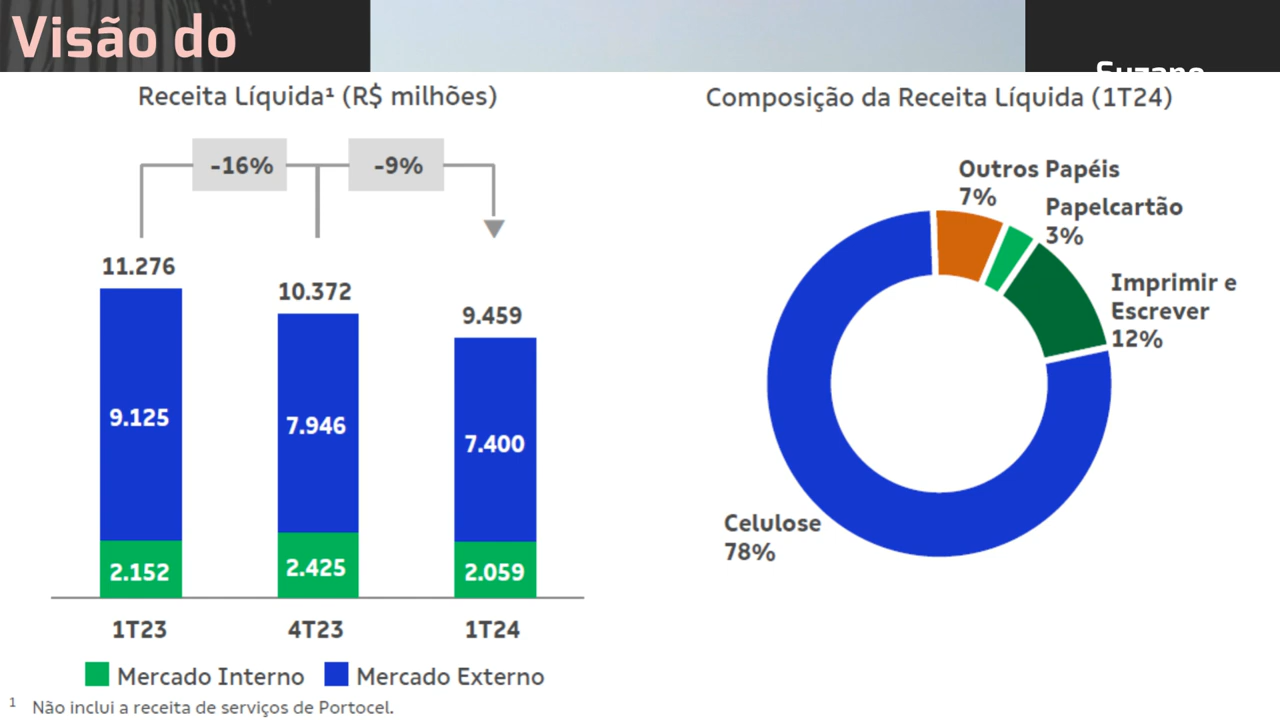 Visão do
Suzano
Receita Líquida¹ (R$ milhões)
-16%
-9%
11.276
10.372
9.459
9.125
7.946
7.400
2.152
2.425
2.059
1T23
4T23
1T24
Mercado Interno
Mercado Externo
¹ Não inclui a receita de serviços de Portocel.
Composição da Receita Líquida (1T24)
Outros Papéis
7%
Papelcartão
3%
Imprimir e
Escrever
12%
Celulose
78%